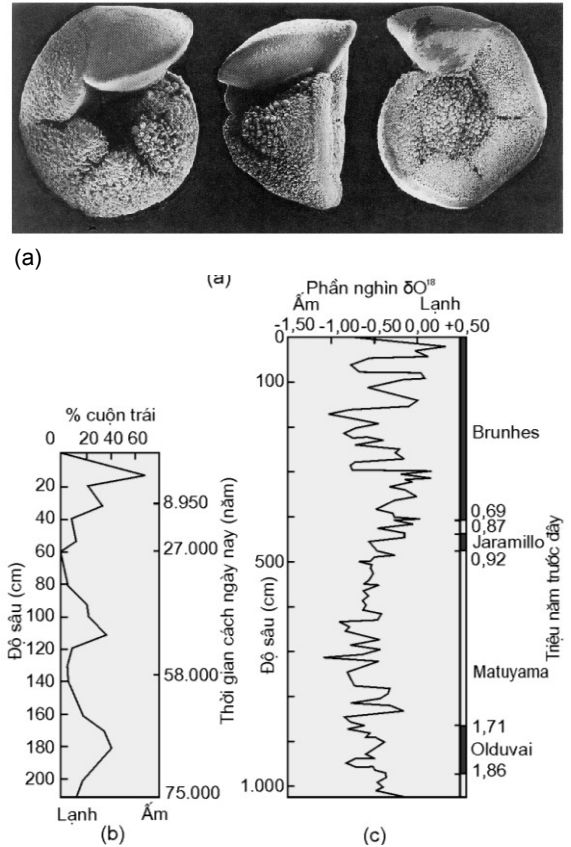 (a)
(a)
Phần nghìn δO¹⁸
Ấm Lạnh
-1,50 -1,00 -0,50 0,00 +0,50
0
100
500
1.000
Độ sâu (cm)
Brunhes
0,69
0,87
Jaramillo
0,92
Matuyama
1,71
Olduvai
1,86
Triệu năm trước đây
(c)
% cuộn trái
0 20 40 60
20
40
60
80
100
120
140
160
180
200
Độ sâu (cm)
8.950
27.000
58.000
75.000
Thời gian cách ngày nay (năm)
Lạnh Ấm
(b)